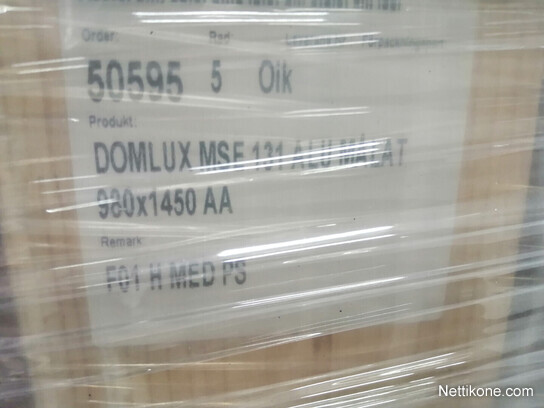 Order: Rad
50595 5 Oik
Produkt:
DOMLUX MSE 131 ALU MÅLAT
980x1450 AA
Remark:
F01 H MED PS
Nettikone.com